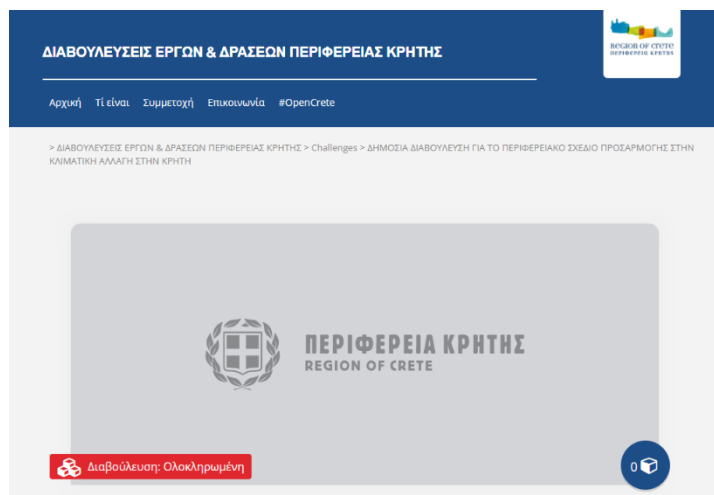 ΔΙΑΒΟΥΛΕΥΣΕΙΣ ΕΡΓΩΝ & ΔΡΑΣΕΩΝ ΠΕΡΙΦΕΡΕΙΑΣ ΚΡΗΤΗΣ
REGION OF CRETE
ΠΕΡΙΦΕΡΕΙΑ ΚΡΗΤΗΣ
Αρχική Τί είναι Συμμετοχή Επικοινωνία #OpenCrete
> ΔΙΑΒΟΥΛΕΥΣΕΙΣ ΕΡΓΩΝ & ΔΡΑΣΕΩΝ ΠΕΡΙΦΕΡΕΙΑΣ ΚΡΗΤΗΣ > Challenges > ΔΗΜΟΣΙΑ ΔΙΑΒΟΥΛΕΥΣΗ ΓΙΑ ΤΟ ΠΕΡΙΦΕΡΕΙΑΚΟ ΣΧΕΔΙΟ ΠΡΟΣΑΡΜΟΓΗΣ ΣΤΗΝ
ΚΛΙΜΑΤΙΚΗ ΑΛΛΑΓΗ ΣΤΗΝ ΚΡΗΤΗ
ΠΕΡΙΦΕΡΕΙΑ ΚΡΗΤΗΣ
REGION OF CRETE
Διαβούλευση: Ολοκληρωμένη
0